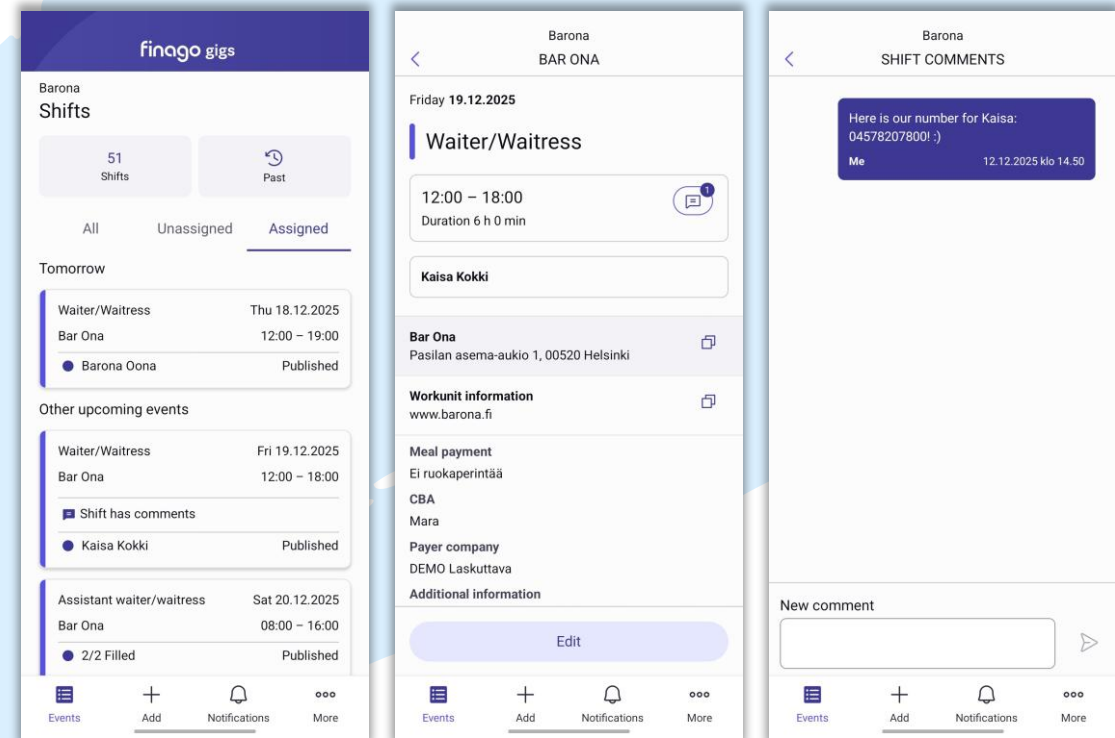 finago gigs
Barona
Shifts
51
Shifts
Past
All Unassigned Assigned
Tomorrow
Waiter/Waitress Thu 18.12.2025
Bar Ona 12:00 – 19:00
Barona Oona Published
Other upcoming events
Waiter/Waitress Fri 19.12.2025
Bar Ona 12:00 – 18:00
Shift has comments
Kaisa Kokki Published
Assistant waiter/waitress Sat 20.12.2025
Bar Ona 08:00 – 16:00
2/2 Filled Published
Events Add Notifications More
Barona
BAR ONA
Friday 19.12.2025
Waiter/Waitress
12:00 – 18:00
1
Duration 6 h 0 min
Kaisa Kokki
Bar Ona
Pasilan asema-aukio 1, 00520 Helsinki
Workunit information
www.barona.fi
Meal payment
Ei ruokaperintää
CBA
Mara
Payer company
DEMO Laskuttava
Additional information
Edit
Events Add Notifications More
Barona
SHIFT COMMENTS
Here is our number for Kaisa:
04578207800! :)
Me 12.12.2025 klo 14.50
New comment
Events Add Notifications More